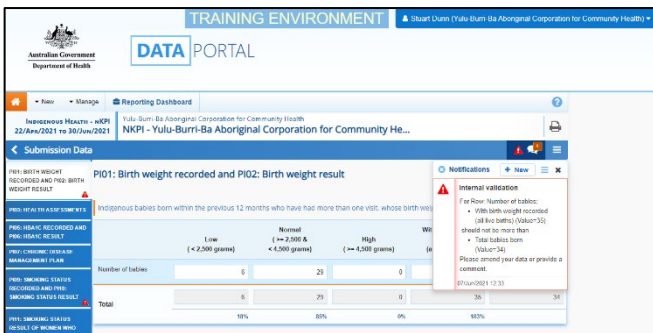 TRAINING ENVIRONMENT
Stuart Dunn (Yulu-Burri-Ba Aboriginal Corporation for Community Health)
Australian Government
Department of Health
DATA PORTAL
New
Manage
Reporting Dashboard
INDIGENOUS HEALTH - NKPI
22/APR/2021 TO 30/JUN/2021
Yulu-Burri-Ba Aboriginal Corporation for Community Health
NKPI - Yulu-Burri-Ba Aboriginal Corporation for Community He...
Submission Data
PI01: BIRTH WEIGHT
RECORDED AND PI02: BIRTH
WEIGHT RESULT
PI03: HEALTH ASSESSMENTS
PI05: HBA1C RECORDED AND
PI06: HBA1C RESULT
PI07: CHRONIC DISEASE
MANAGEMENT PLAN
PI09: SMOKING STATUS
RECORDED AND PI10:
SMOKING STATUS RESULT
PI11: SMOKING STATUS
RESULT OF WOMEN WHO
PI01: Birth weight recorded and PI02: Birth weight result
Indigenous babies born within the previous 12 months who have had more than one visit, whose birth
Low
( < 2,500 grams)
Normal
( >= 2,500 &
< 4,500 grams)
High
( >= 4,500 grams)
Number of babies
6
29
0
Total
6
29
0
35
34
18%
85%
0%
103%
Notifications
+ New
Internal validation
For Row: Number of babies;
• With birth weight recorded
(all live births) (Value=35)
should not be more than
• Total babies born
(Value=34)
Please amend your data or provide a
comment.
07/Jun/2021 12:33